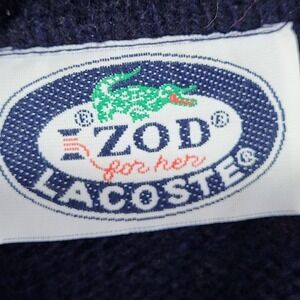 ® IZOD®
for her
LACOSTE®